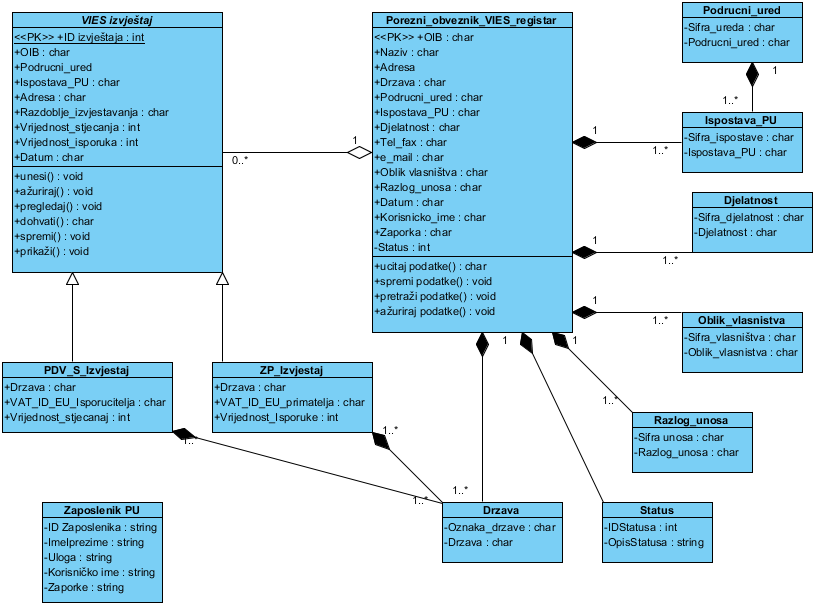 VIES izvještaj
<<PK>> +ID izvještaja : int
+OIB : char
+Podrucni_ured
+Ispostava_PU : char
+Adresa : char
+Razdoblje_izvjestavanja : char
+Vrijednost_stjecanja : int
+Vrijednost_isporuka : int
+Datum : char
+unesi() : void
+ažuriraj() : void
+pregledaj() : void
+dohvati() : char
+spremi() : void
+prikaži() : void
0..*
1
Porezni_obveznik_VIES_registar
<<PK>> +OIB : char
+Naziv : char
+Adresa
+Drzava : char
+Podrucni_ured : char
+Ispostava_PU : char
+Djelatnost : char
+Tel_fax : char
+e_mail : char
+Oblik vlasništva : char
+Razlog_unosa : char
+Datum : char
+Korisnicko_ime : char
+Zaporka : char
-Status : int
+ucitaj podatke() : char
+spremi podatke() : void
+pretraži podatke() : void
+ažuriraj podatke() : void
Podrucni_ured
-Sifra_ureda : char
-Podrucni_ured : char
1
1..*
Ispostava_PU
-Sifra_ispostave : char
-Ispostava_PU : char
1
1..*
Djelatnost
-Sifra_djelatnost : char
-Djelatnost : char
1
1..*
Oblik_vlasnistva
-Sifra_vlasništva : char
-Oblik_vlasnistva : char
1
1..*
1
1
1..*
Razlog_unosa
-Sifra unosa : char
-Razlog_unosa : char
PDV_S_Izvjestaj
+Drzava : char
+VAT_ID_EU_Isporucitelja : char
+Vrijednost_stjecanaj : int
1..*
ZP_Izvjestaj
+Drzava : char
+VAT_ID_EU_primatelja : char
+Vrijednost_Isporuke : int
1..*
1..*
1..*
Drzava
-Oznaka_drzave : char
-Drzava : char
Status
-IDStatusa : int
-OpisStatusa : string
Zaposlenik PU
-ID Zaposlenika : string
-ImeIprezime : string
-Uloga : string
-Korisničko ime : string
-Zaporke : string